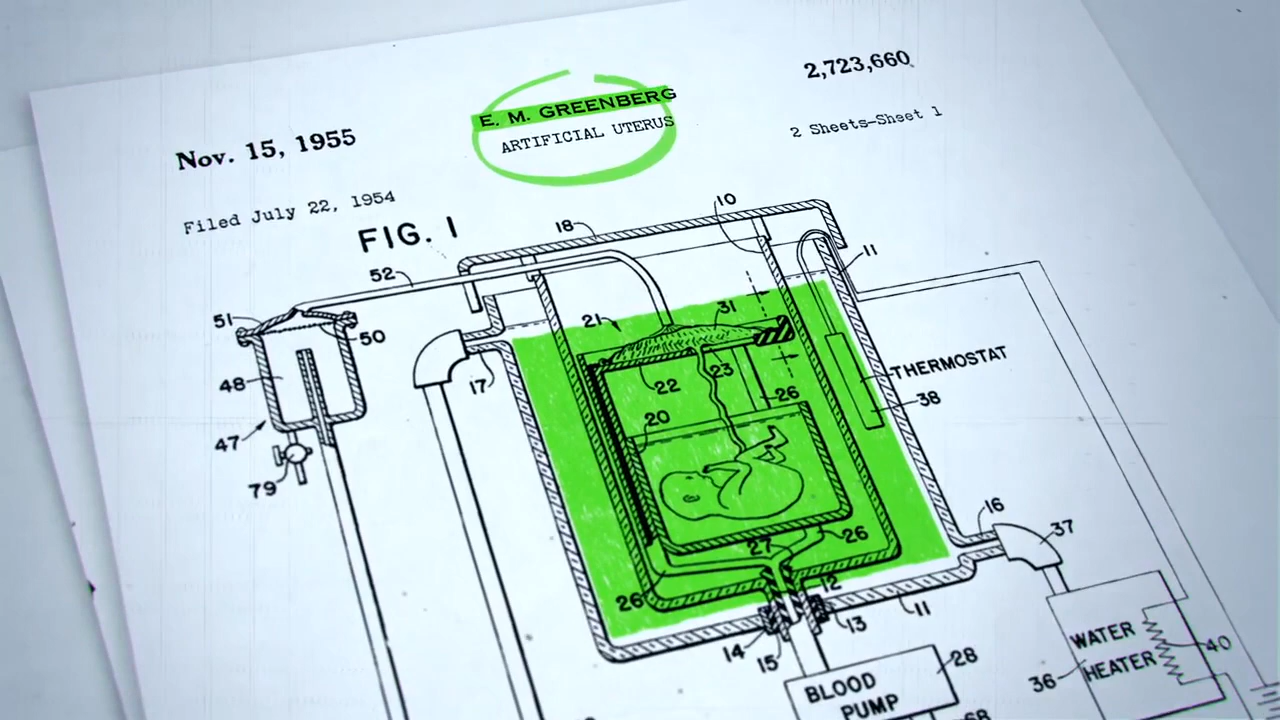 2,723,660
Nov. 15, 1955
E. M. GREENBERG
ARTIFICIAL UTERUS
2 Sheets-Sheet 1
Filed July 22, 1954
FIG. 1
10
18
11
52
51
50
21
31
48
17
22
23
26
THERMOSTAT
38
20
47
79
16
37
27
26
26
12
13
11
14
15
28
BLOOD
PUMP
WATER
HEATER
40
36
68